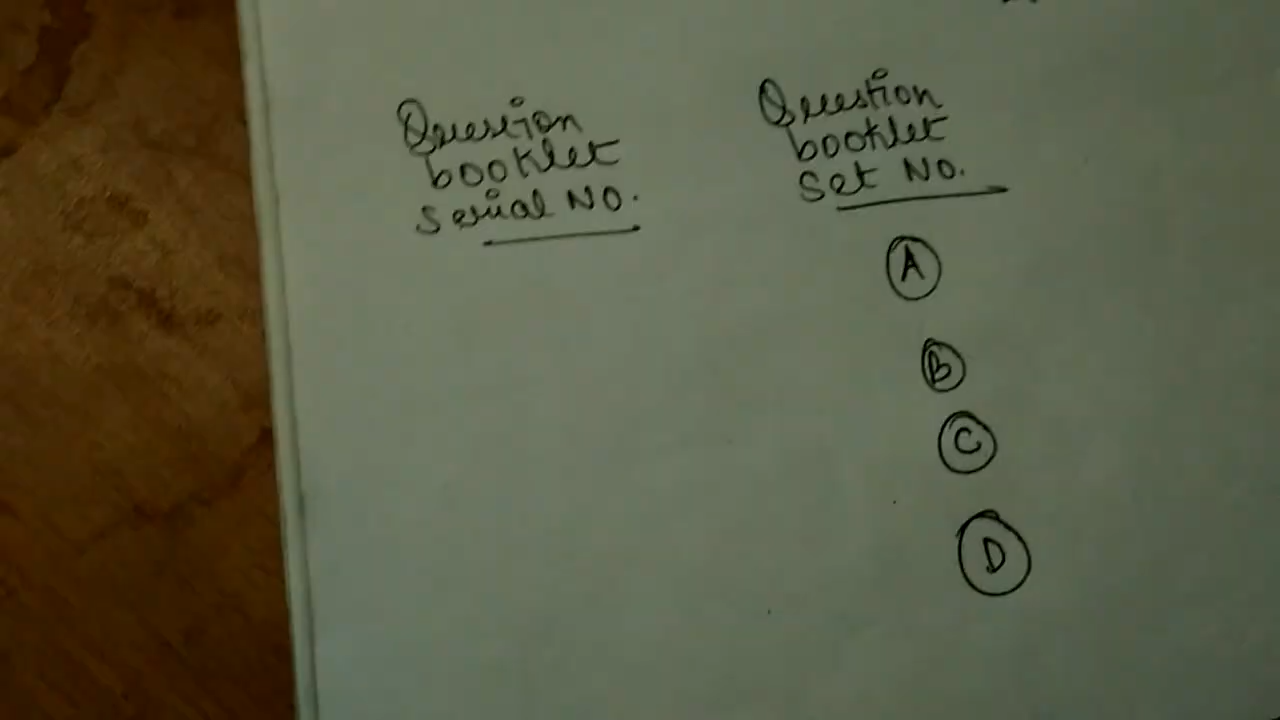 Question
booklet
Serial NO.
Question
booklet
Set NO.
A
B
C
D